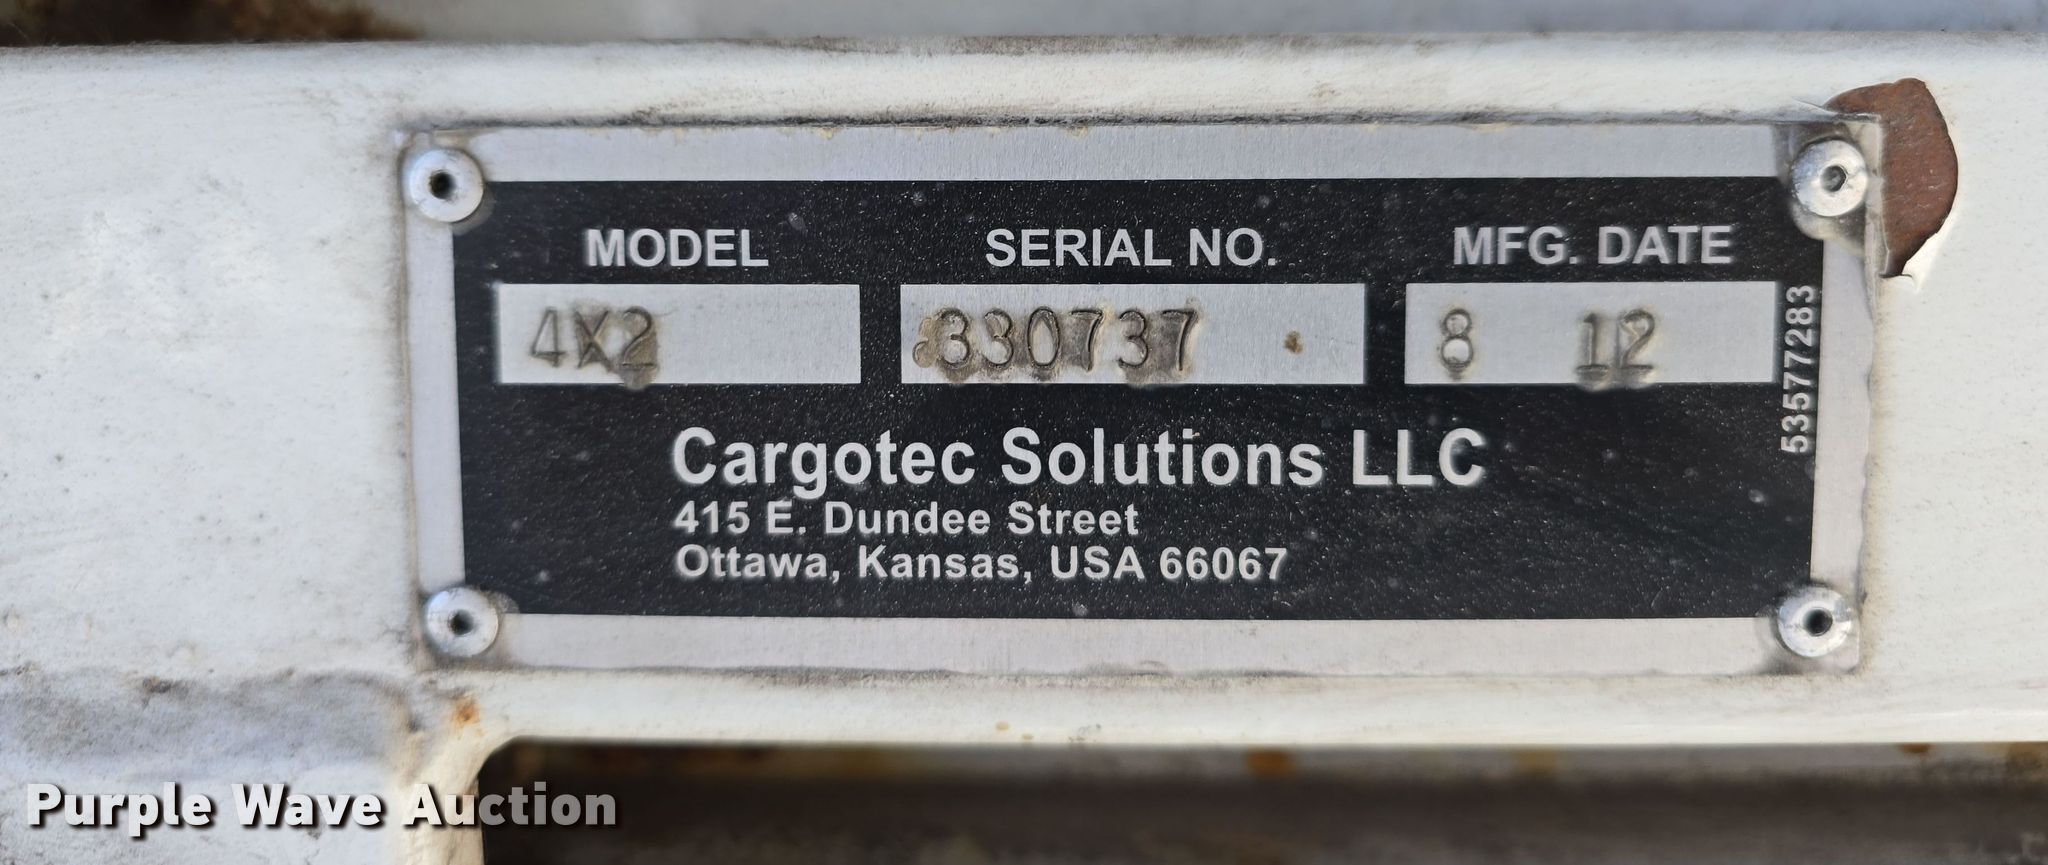 MODEL SERIAL NO. MFG. DATE
4X2 330737 8 12
53577283
Cargotec Solutions LLC
415 E. Dundee Street
Ottawa, Kansas, USA 66067
Purple Wave Auction